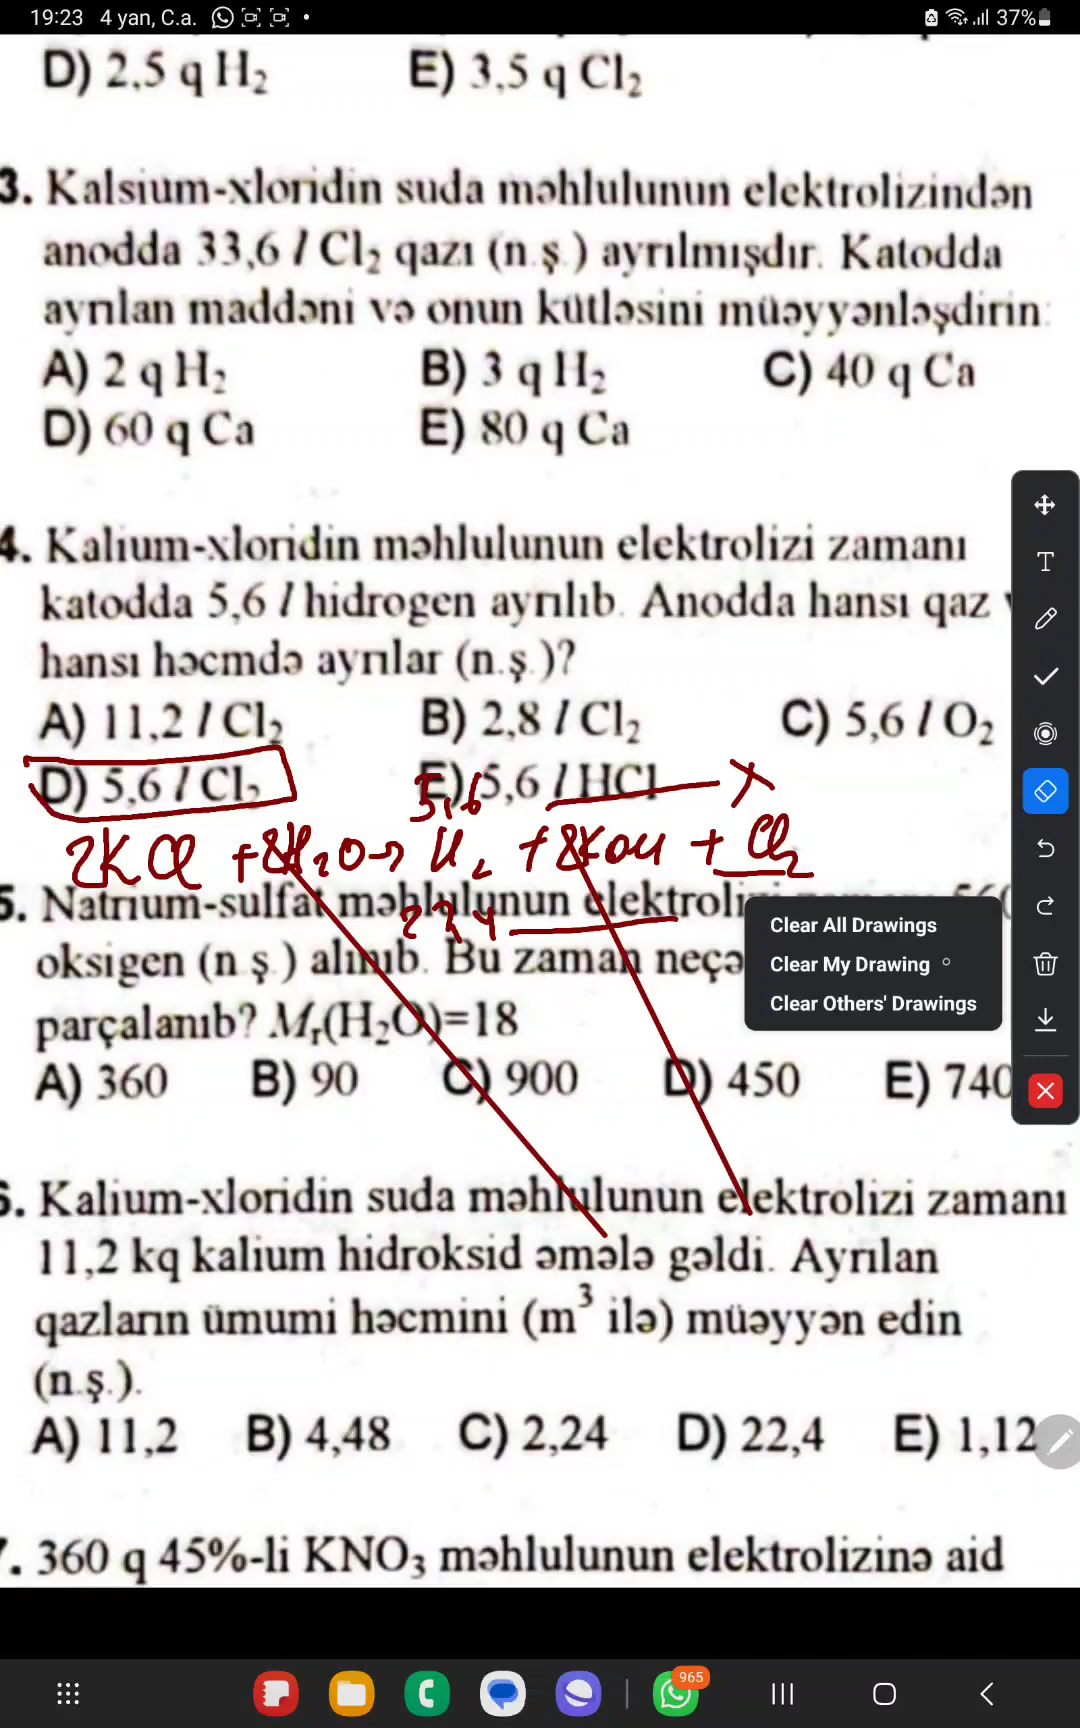 19:23 4 yan, C.a. 37%
D) 2,5 q H₂ E) 3,5 q Cl₂
3. Kalsium-xloridin suda məhlulunun elektrolizindən
anodda 33,6 l Cl₂ qazı (n.ş.) ayrılmışdır. Katodda
ayrılan maddəni və onun kütləsini müəyyənləşdirin:
A) 2 q H₂ B) 3 q H₂ C) 40 q Ca
D) 60 q Ca E) 80 q Ca
4. Kalium-xloridin məhlulunun elektrolizi zamanı
katodda 5,6 l hidrogen ayrılıb. Anodda hansı qaz
hansı həcmdə ayrılar (n.ş.)?
A) 11,2 l Cl₂ B) 2,8 l Cl₂ C) 5,6 l O₂
D) 5,6 l Cl₂ E) 5,6 l HCl x
5,6
2KCl + 2H₂O → H₂ + 2KOH + Cl₂
22,4
5. Natrium-sulfat məhlulunun
oksigen (n.ş.) alınıb. Bu zaman neçə
parçalanıb? Mᵣ(H₂O)=18
A) 360 B) 90 C) 900 D) 450 E) 740
Clear All Drawings
Clear My Drawing
Clear Others' Drawings
6. Kalium-xloridin suda məhlulunun elektrolizi zamanı
11,2 kq kalium hidroksid əmələ gəldi. Ayrılan
qazların ümumi həcmini (m³ ilə) müəyyən edin
(n.ş.).
A) 11,2 B) 4,48 C) 2,24 D) 22,4 E) 1,12
7. 360 q 45%-li KNO₃ məhlulunun elektrolizinə aid
965